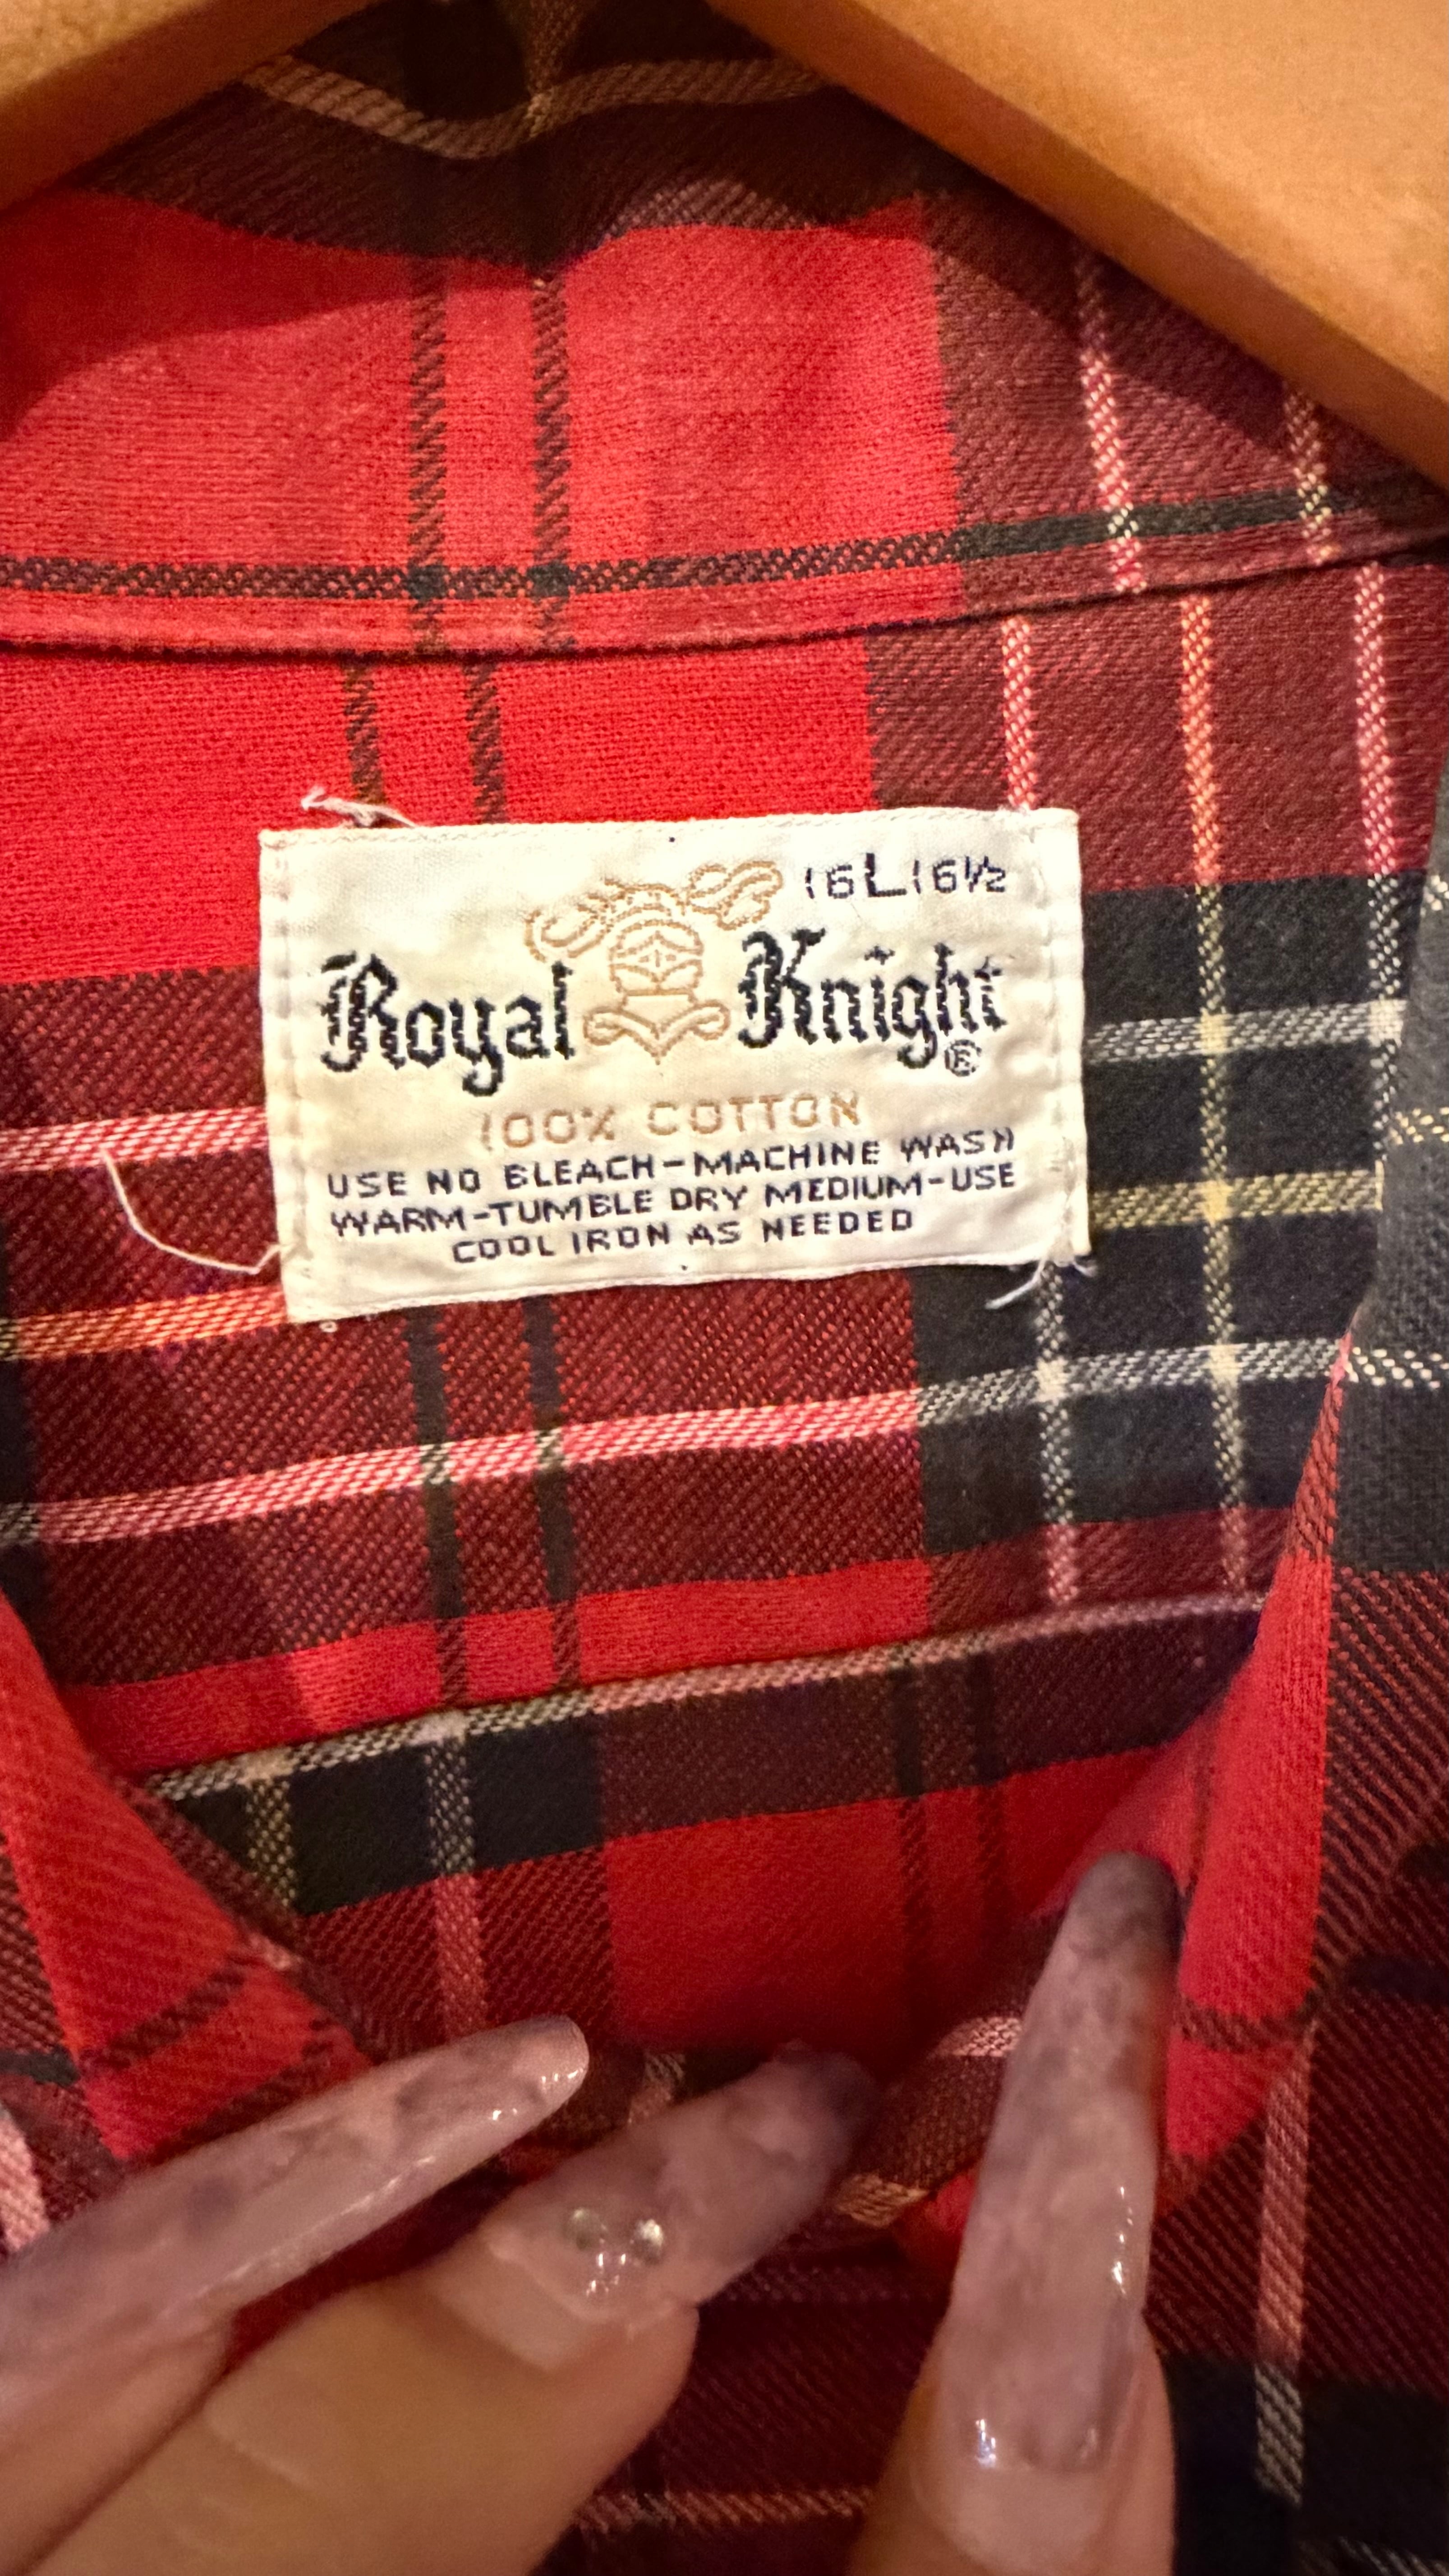 16 L 16½
Royal Knight ®
100% COTTON
USE NO BLEACH-MACHINE WASH
WARM-TUMBLE DRY MEDIUM-USE
COOL IRON AS NEEDED